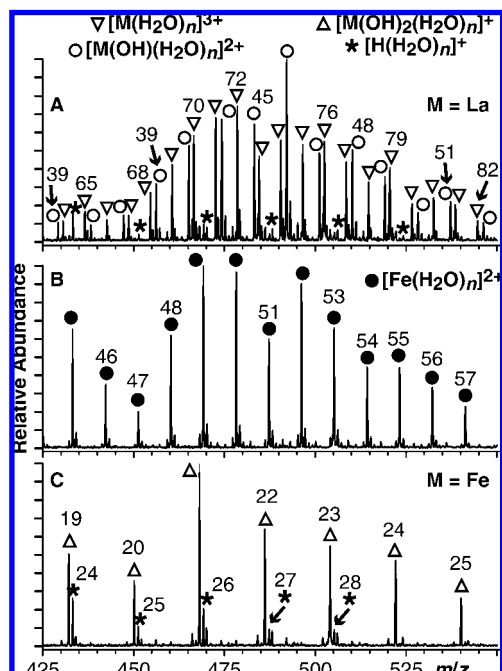 ▽[M(H2O)n]3+ △[M(OH)2(H2O)n]+
○[M(OH)(H2O)n]2+ *[H(H2O)n]+
A M = La
39 65 68 39 70 72 45 76 48 79 51 82
Relative Abundance
B ●[Fe(H2O)n]2+
46 47 48 51 53 54 55 56 57
C M = Fe
19 24 20 25 26 22 27 23 28 24 25
425 450 475 500 525 m/z